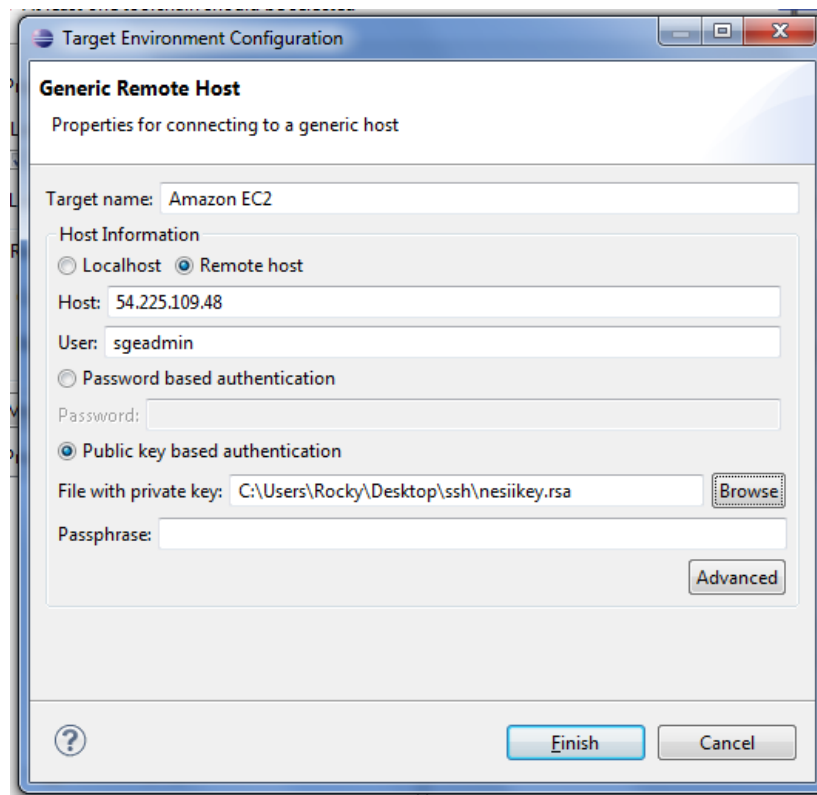 Target Environment Configuration
Generic Remote Host
Properties for connecting to a generic host
Target name: Amazon EC2
Host Information
Localhost Remote host
Host: 54.225.109.48
User: sgeadmin
Password based authentication
Password:
Public key based authentication
File with private key: C:\Users\Rocky\Desktop\ssh\nesiikey.rsa Browse
Passphrase:
Advanced
? Finish Cancel